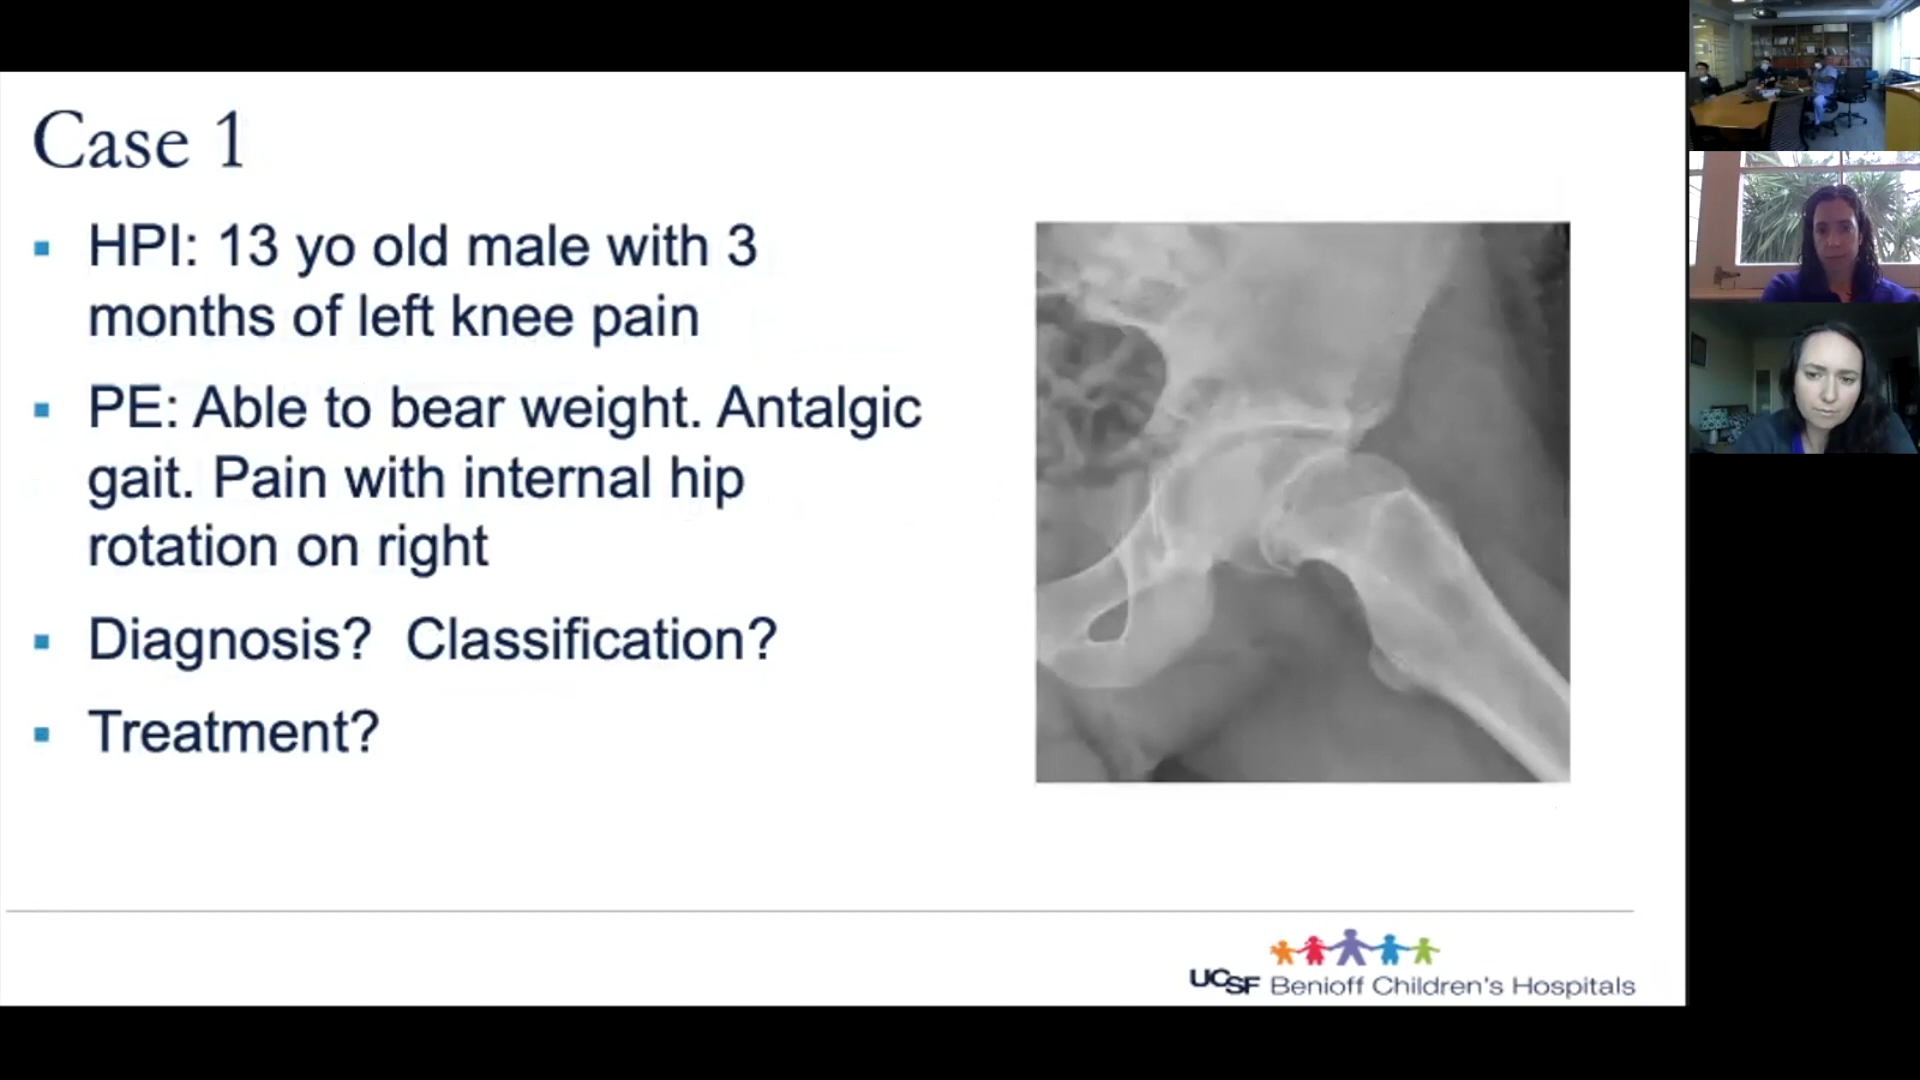 Case 1
HPI: 13 yo old male with 3
months of left knee pain
PE: Able to bear weight. Antalgic
gait. Pain with internal hip
rotation on right
Diagnosis? Classification?
Treatment?
UCSF Benioff Children's Hospitals